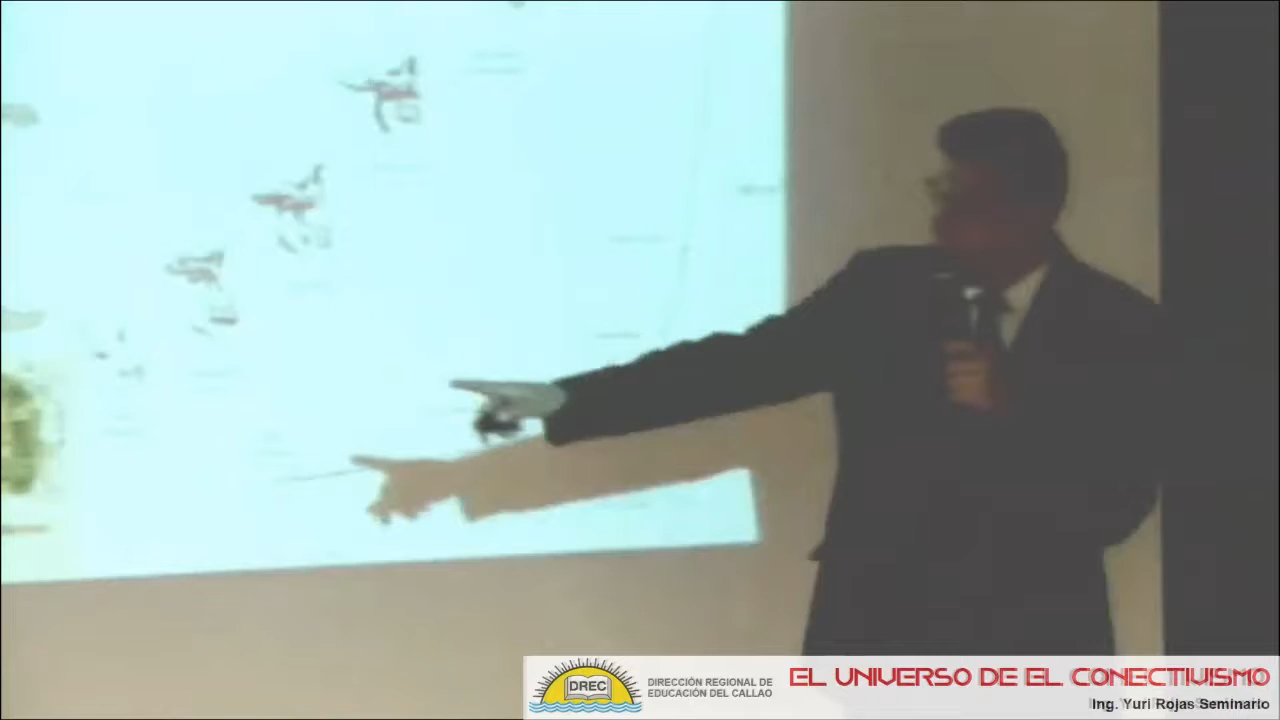 DREC
DIRECCIÓN REGIONAL DE
EDUCACIÓN DEL CALLAO
EL UNIVERSO DE EL CONECTIVISMO
Ing. Yuri Rojas Seminario